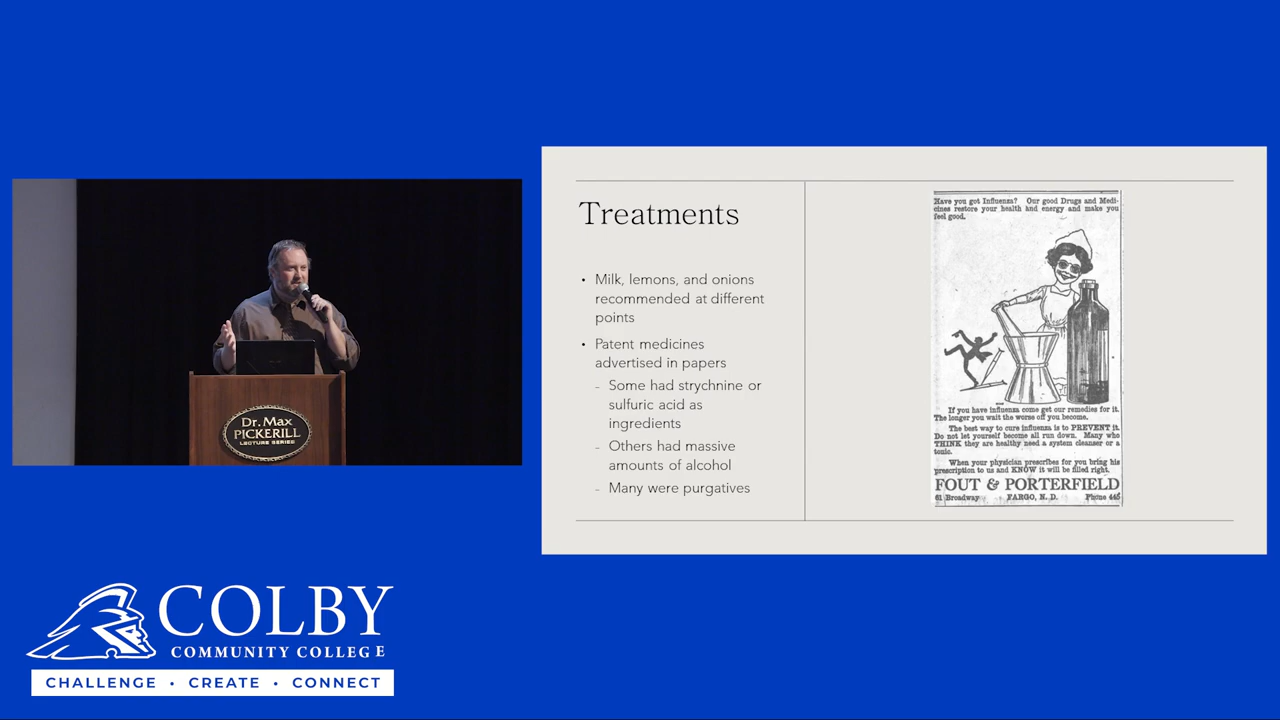 Dr. Max
PICKERILL
LECTURE SERIES
Treatments
• Milk, lemons, and onions
recommended at different
points
• Patent medicines
advertised in papers
- Some had strychnine or
sulfuric acid as
ingredients
- Others had massive
amounts of alcohol
- Many were purgatives
Have you got Influenza? Our good Drugs and Medi-
cines restore your health and energy and make you
feel good.
If you have influenza come get our remedies for it.
The longer you wait the worse off you become.
The best way to cure influenza is to PREVENT it.
Do not let yourself become all run down. Many who
THINK they are healthy need a system cleanser or a
tonic.
When your physician prescribes for you bring his
prescription to us and KNOW it will be filled right.
FOUT & PORTERFIELD
61 Broadway FARGO, N. D. Phone 445
COLBY
COMMUNITY COLLEGE
CHALLENGE • CREATE • CONNECT